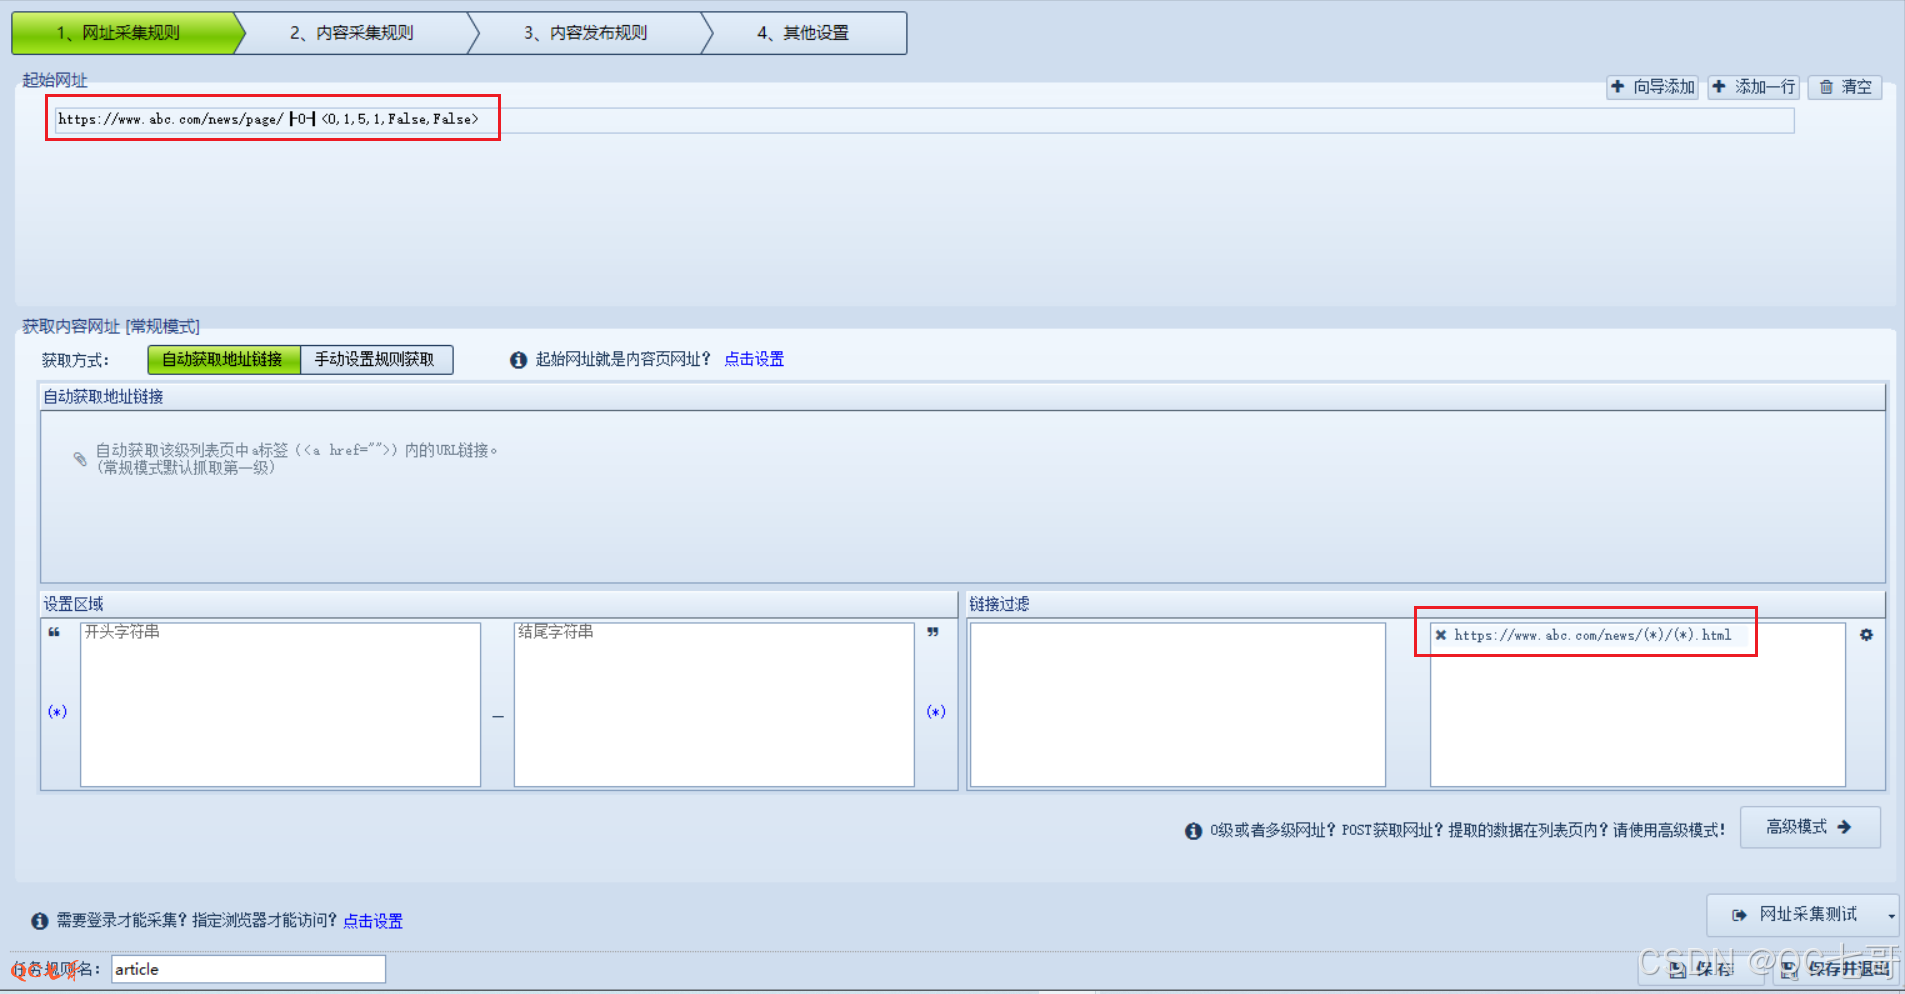 1、网址采集规则
2、内容采集规则
3、内容发布规则
4、其他设置
起始网址
向导添加
添加一行
清空
https://www.abc.com/news/page/ ┣0┫ <0,1,5,1,False,False>
获取内容网址 [常规模式]
获取方式：
自动获取地址链接
手动设置规则获取
起始网址就是内容页网址？ 点击设置
自动获取地址链接
自动获取该级列表页中a标签（<a href="">）内的URL链接。
(常规模式默认抓取第一级)
设置区域
链接过滤
开头字符串
结尾字符串
https://www.abc.com/news/(*)/(*).html
(*)
—
(*)
0级或者多级网址？POST获取网址？提取的数据在列表页内？请使用高级模式！
高级模式
需要登录才能采集？指定浏览器才能访问？点击设置
网址采集测试
任务规则名：
article
保存
保存并退出
CSDN @QC七哥